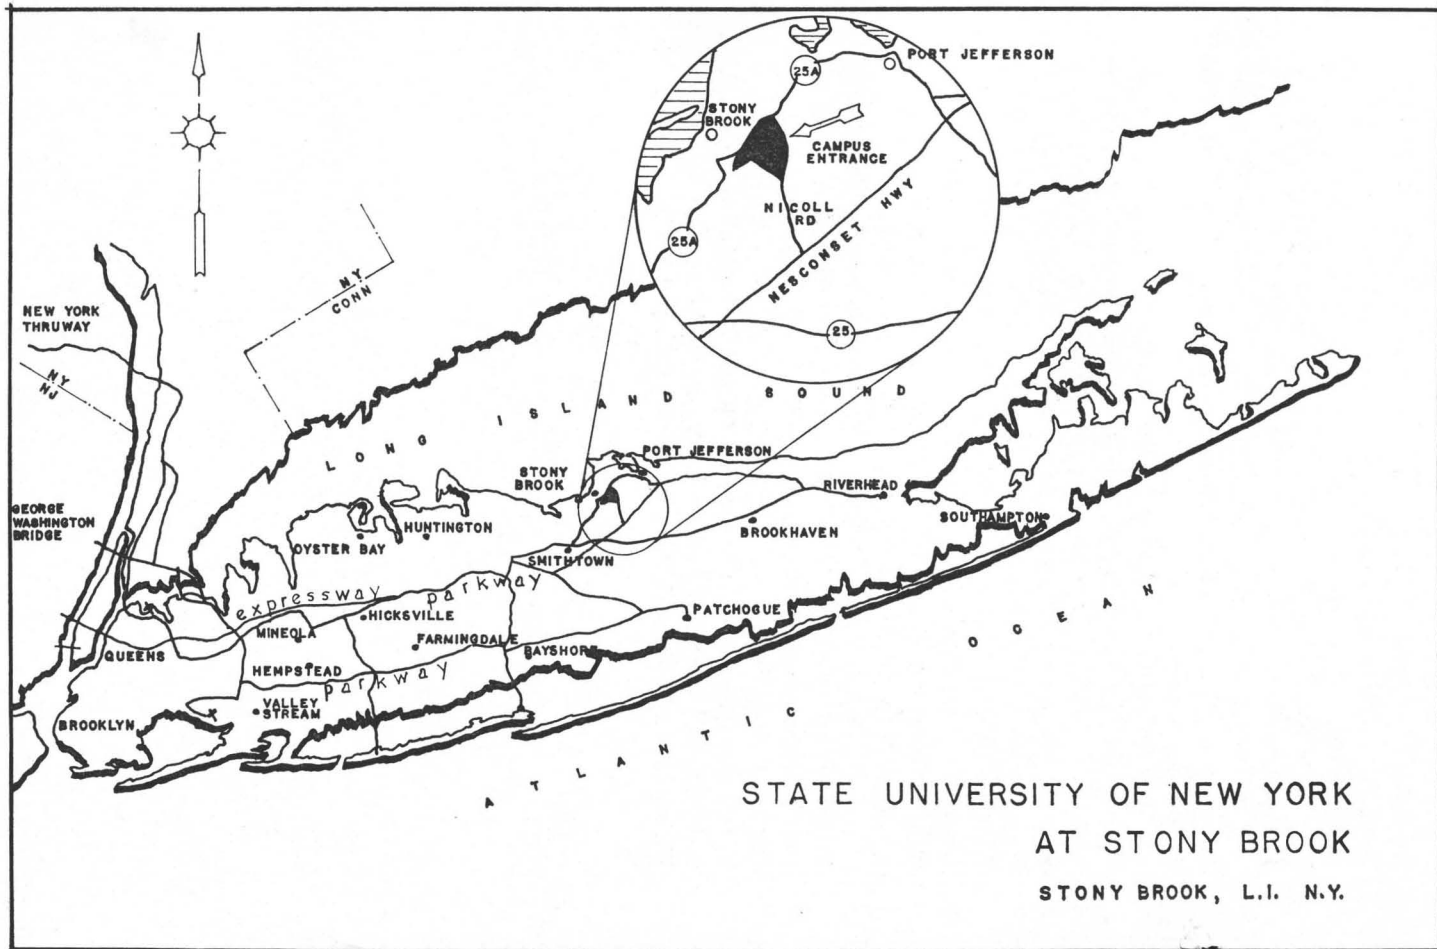 PORT JEFFERSON
25A
STONY
BROOK
CAMPUS
ENTRANCE
NICOLL
RD
NESCONSET HWY
25A
25
NY
CONN
NEW YORK
THRUWAY
NY
NJ
LONG ISLAND SOUND
PORT JEFFERSON
STONY
BROOK
RIVERHEAD
GEORGE
WASHINGTON
BRIDGE
HUNTINGTON
OYSTER BAY
SOUTHAMPTON
BROOKHAVEN
SMITHTOWN
expressway parkway
HICKSVILLE
PATCHOGUE
MINEOLA
FARMINGDALE
QUEENS
BAYSHORE
HEMPSTEAD
parkway
VALLEY
STREAM
BROOKLYN
ATLANTIC OCEAN
STATE UNIVERSITY OF NEW YORK
AT STONY BROOK
STONY BROOK, L.I. N.Y.